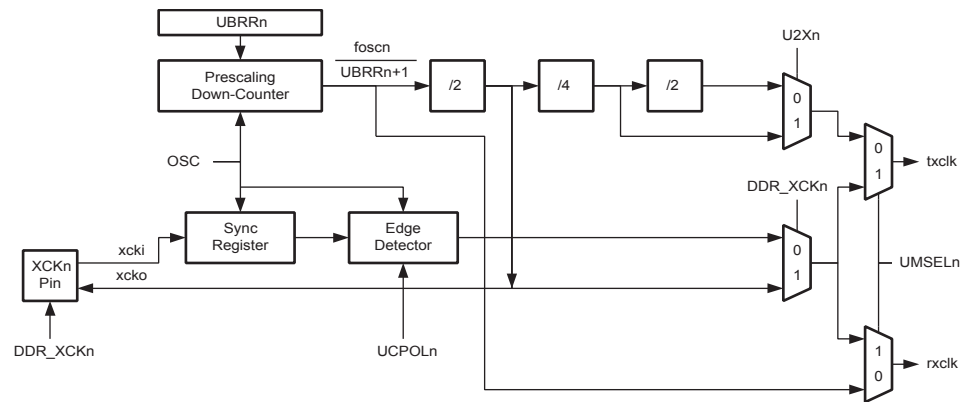 UBRRn
foscn
UBRRn+1
U2Xn
Prescaling
Down-Counter
/2
/4
/2
0
1
OSC
0
1
txclk
DDR_XCKn
Sync
Register
Edge
Detector
xcki
0
1
XCKn
Pin
xcko
UMSELn
DDR_XCKn
UCPOLn
1
0
rxclk